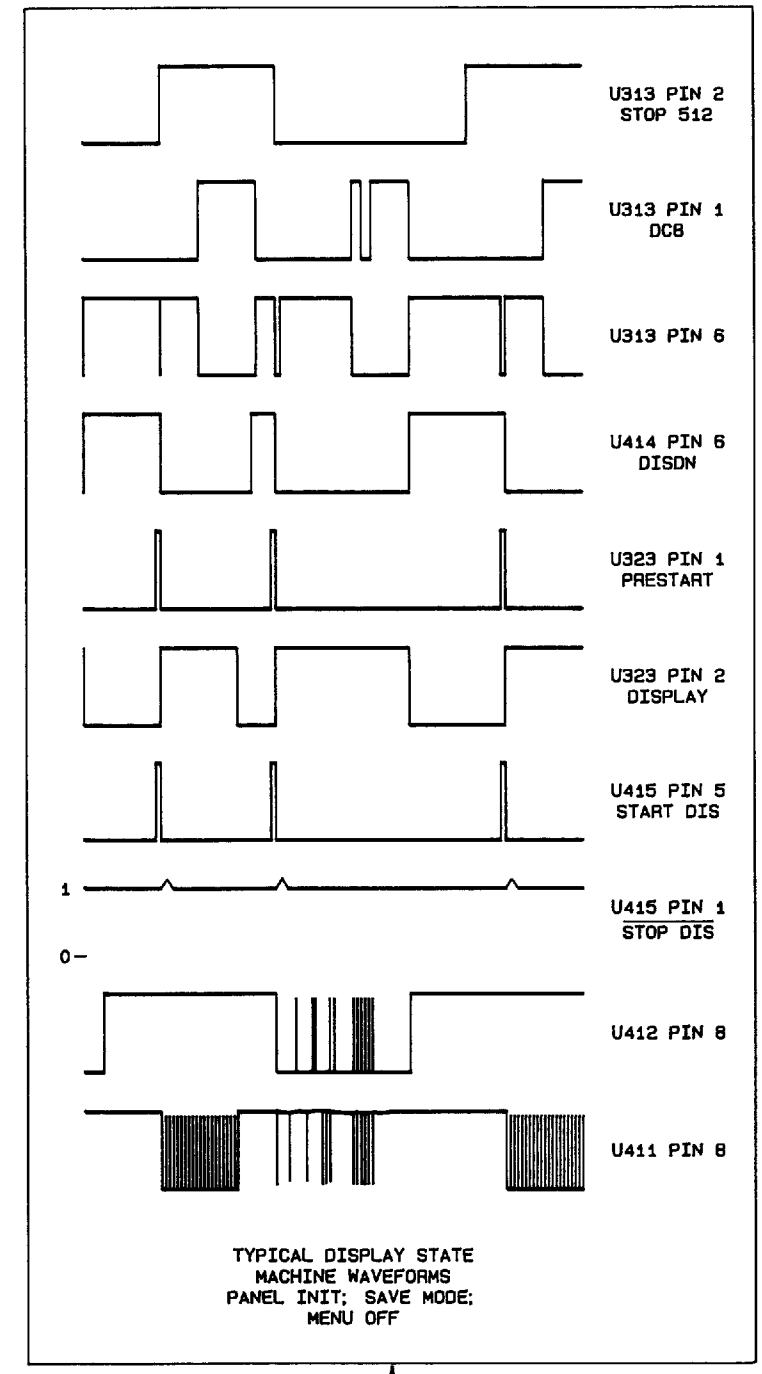 U313 PIN 2
STOP 512
U313 PIN 1
DC8
U313 PIN 6
U414 PIN 6
DISDN
U323 PIN 1
PRESTART
U323 PIN 2
DISPLAY
U415 PIN 5
START DIS
1
U415 PIN 1
STOP DIS
0
U412 PIN 8
U411 PIN 8
TYPICAL DISPLAY STATE
MACHINE WAVEFORMS
PANEL INIT; SAVE MODE;
MENU OFF